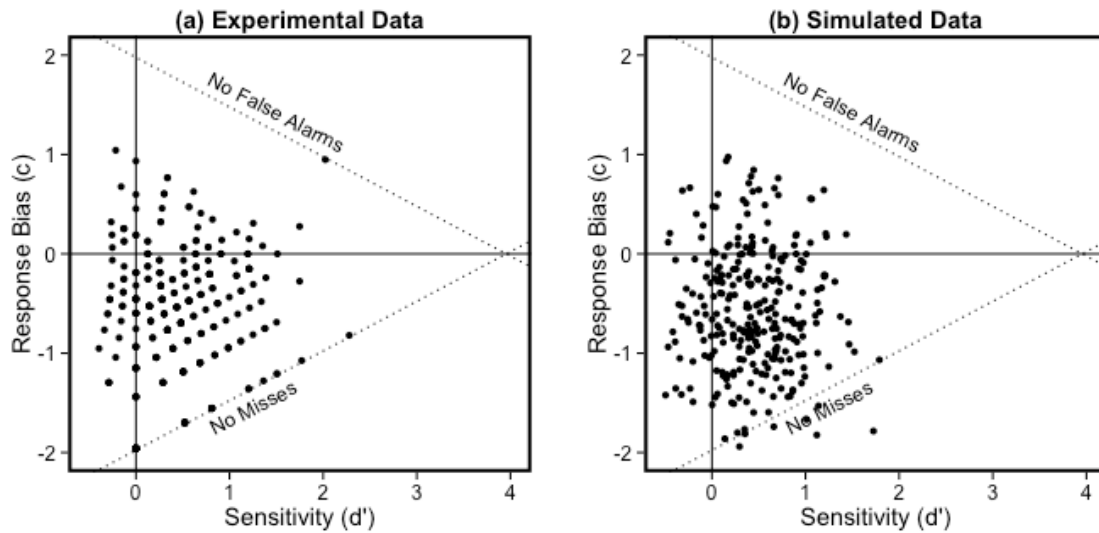 (a) Experimental Data
2
1
0
-1
-2
Response Bias (c)
No False Alarms
No Misses
0
1
2
3
4
Sensitivity (d')
(b) Simulated Data
2
1
0
-1
-2
Response Bias (c)
No False Alarms
No Misses
0
1
2
3
4
Sensitivity (d')